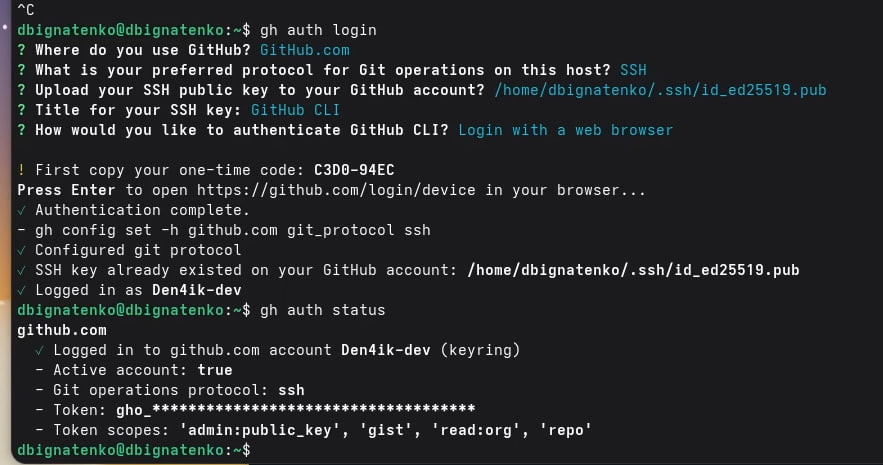 ^C
dbignatenko@dbignatenko:~$ gh auth login
? Where do you use GitHub? GitHub.com
? What is your preferred protocol for Git operations on this host? SSH
? Upload your SSH public key to your GitHub account? /home/dbignatenko/.ssh/id_ed25519.pub
? Title for your SSH key: GitHub CLI
? How would you like to authenticate GitHub CLI? Login with a web browser

! First copy your one-time code: C3D0-94EC
Press Enter to open https://github.com/login/device in your browser...
✓ Authentication complete.
- gh config set -h github.com git_protocol ssh
✓ Configured git protocol
✓ SSH key already existed on your GitHub account: /home/dbignatenko/.ssh/id_ed25519.pub
✓ Logged in as Den4ik-dev
dbignatenko@dbignatenko:~$ gh auth status
github.com
  ✓ Logged in to github.com account Den4ik-dev (keyring)
  - Active account: true
  - Git operations protocol: ssh
  - Token: gho_************************************
  - Token scopes: 'admin:public_key', 'gist', 'read:org', 'repo'
dbignatenko@dbignatenko:~$